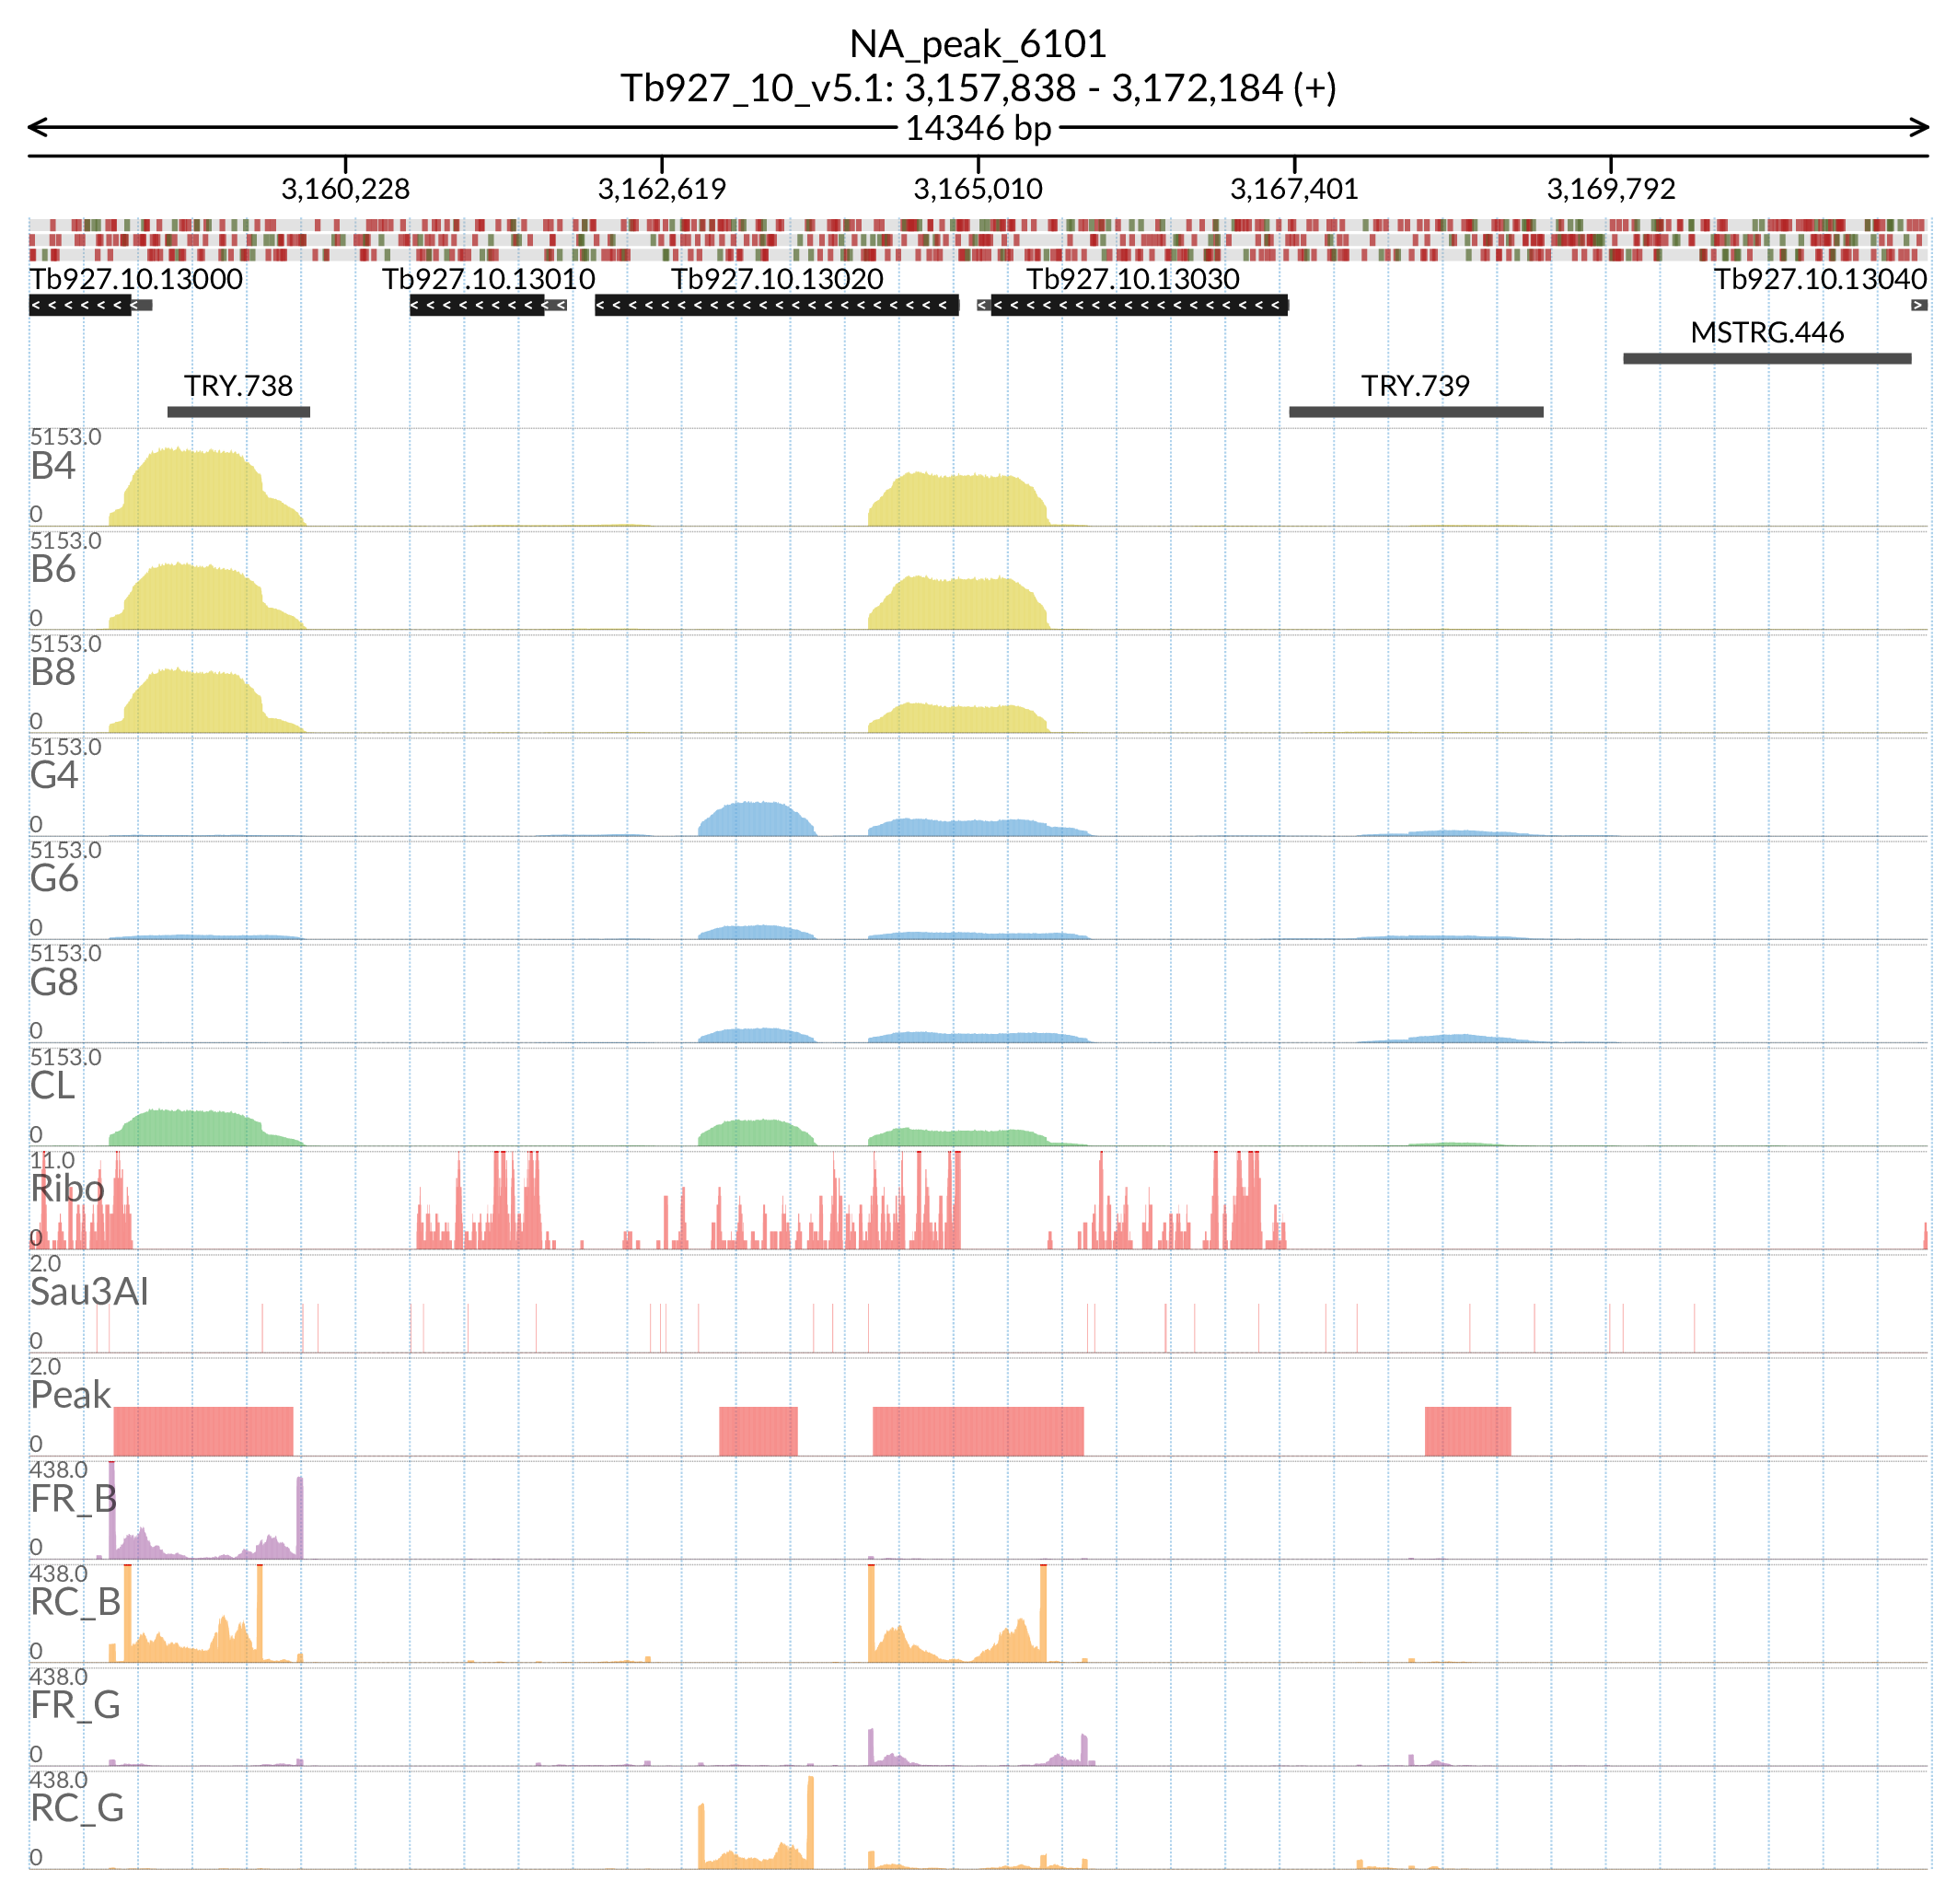 NA_peak_6101
Tb927_10_v5.1: 3,157,838 - 3,172,184 (+)
14346 bp
3,160,228 3,162,619 3,165,010 3,167,401 3,169,792
Tb927.10.13000 Tb927.10.13010 Tb927.10.13020 Tb927.10.13030 Tb927.10.13040
MSTRG.446
TRY.738 TRY.739
5153.0
B4
0
5153.0
B6
0
5153.0
B8
0
5153.0
G4
0
5153.0
G6
0
5153.0
G8
0
5153.0
CL
0
11.0
Ribo
0
2.0
Sau3AI
0
2.0
Peak
0
438.0
FR_B
0
438.0
RC_B
0
438.0
FR_G
0
438.0
RC_G
0